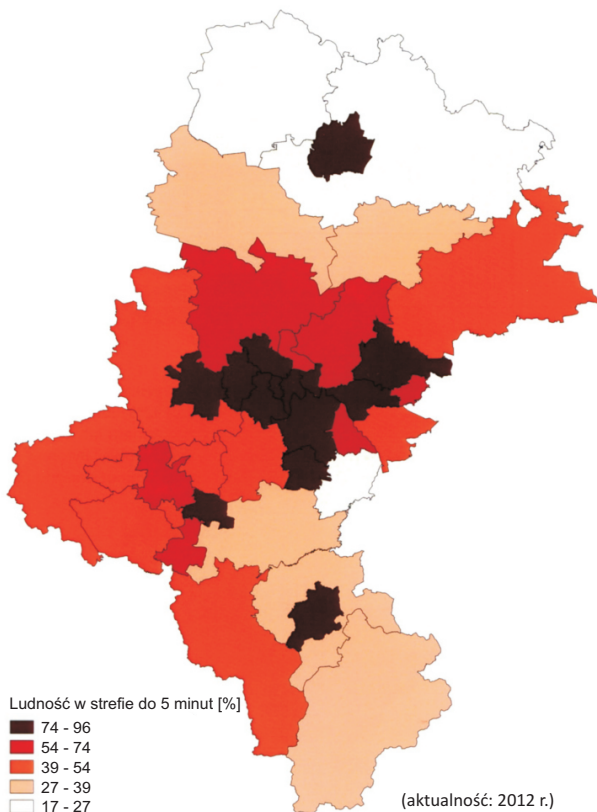 Ludność w strefie do 5 minut [%]
74 - 96
54 - 74
39 - 54
27 - 39
17 - 27
(aktualność: 2012 r.)